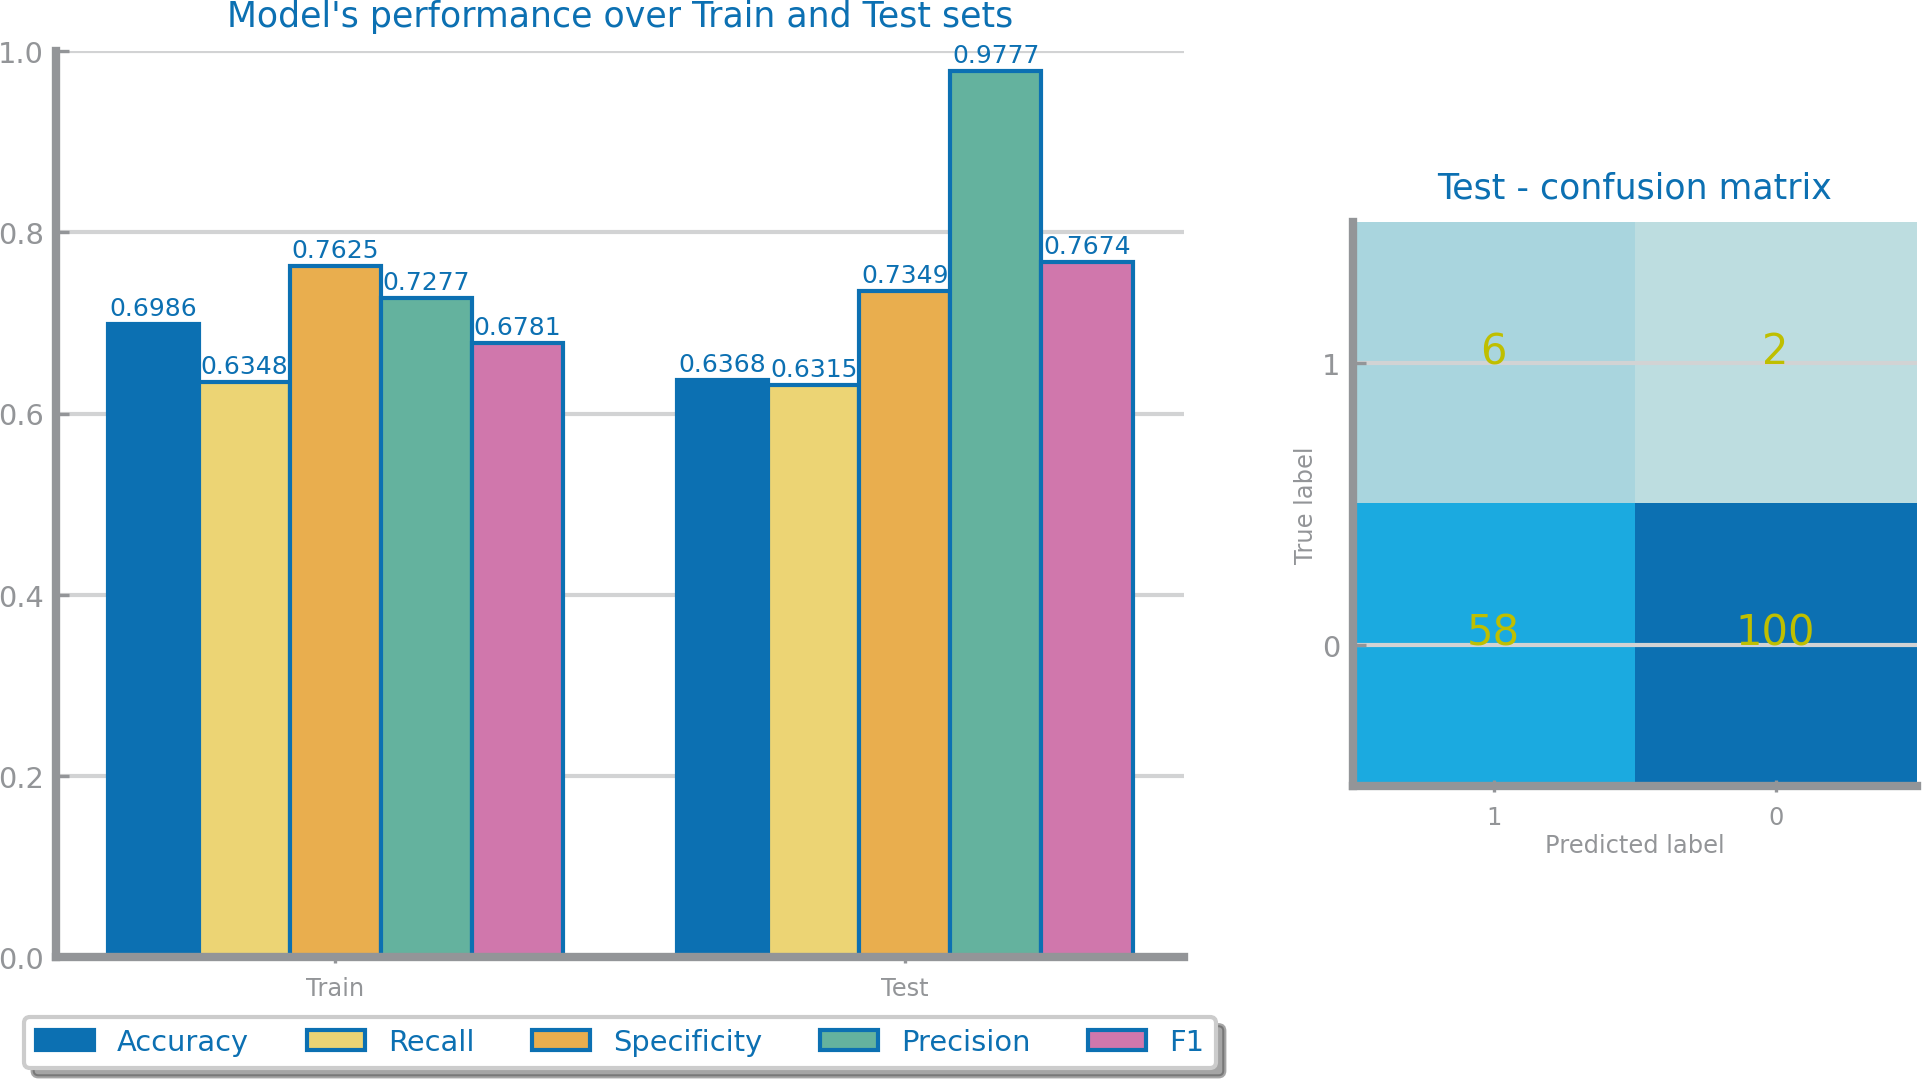 Model's performance over Train and Test sets
1.0
0.8
0.6
0.4
0.2
0.0
0.6986
0.6348
0.7625
0.7277
0.6781
0.6368
0.6315
0.7349
0.9777
0.7674
Train Test
Accuracy Recall Specificity Precision F1
Test - confusion matrix
True label
1 6 2
0 58 100
1 0
Predicted label